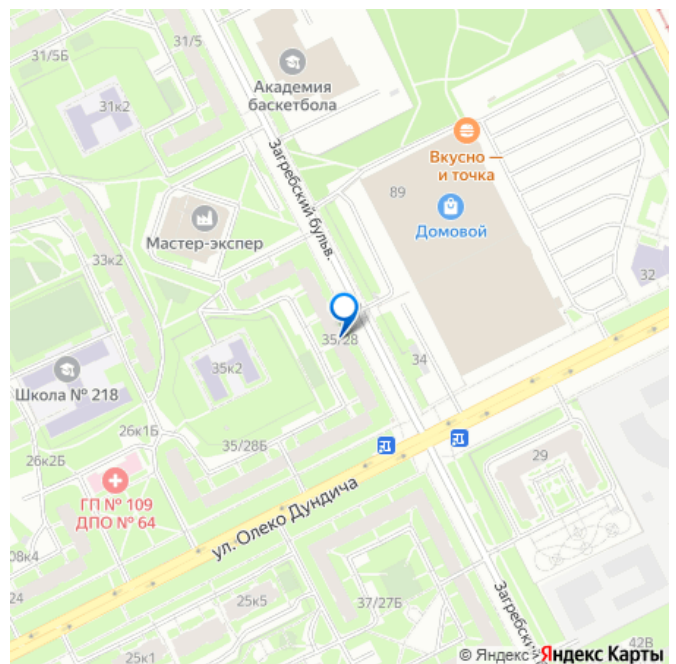 31/5
31/5Б
Академия
баскетбола
31к2
Вкусно —
и точка
Загребский бульв.
89
Домовой
Мастер-экспер
33к2
32
35/28
34
35к2
Школа № 218
26к1Б
35/28Б
26к2Б
29
ГП № 109
ДПО № 64
ул. Олеко Дундича
08к4
24
25к5
37/27Б
Загребский
42В
25к1
© Яндекс Яндекс Карты